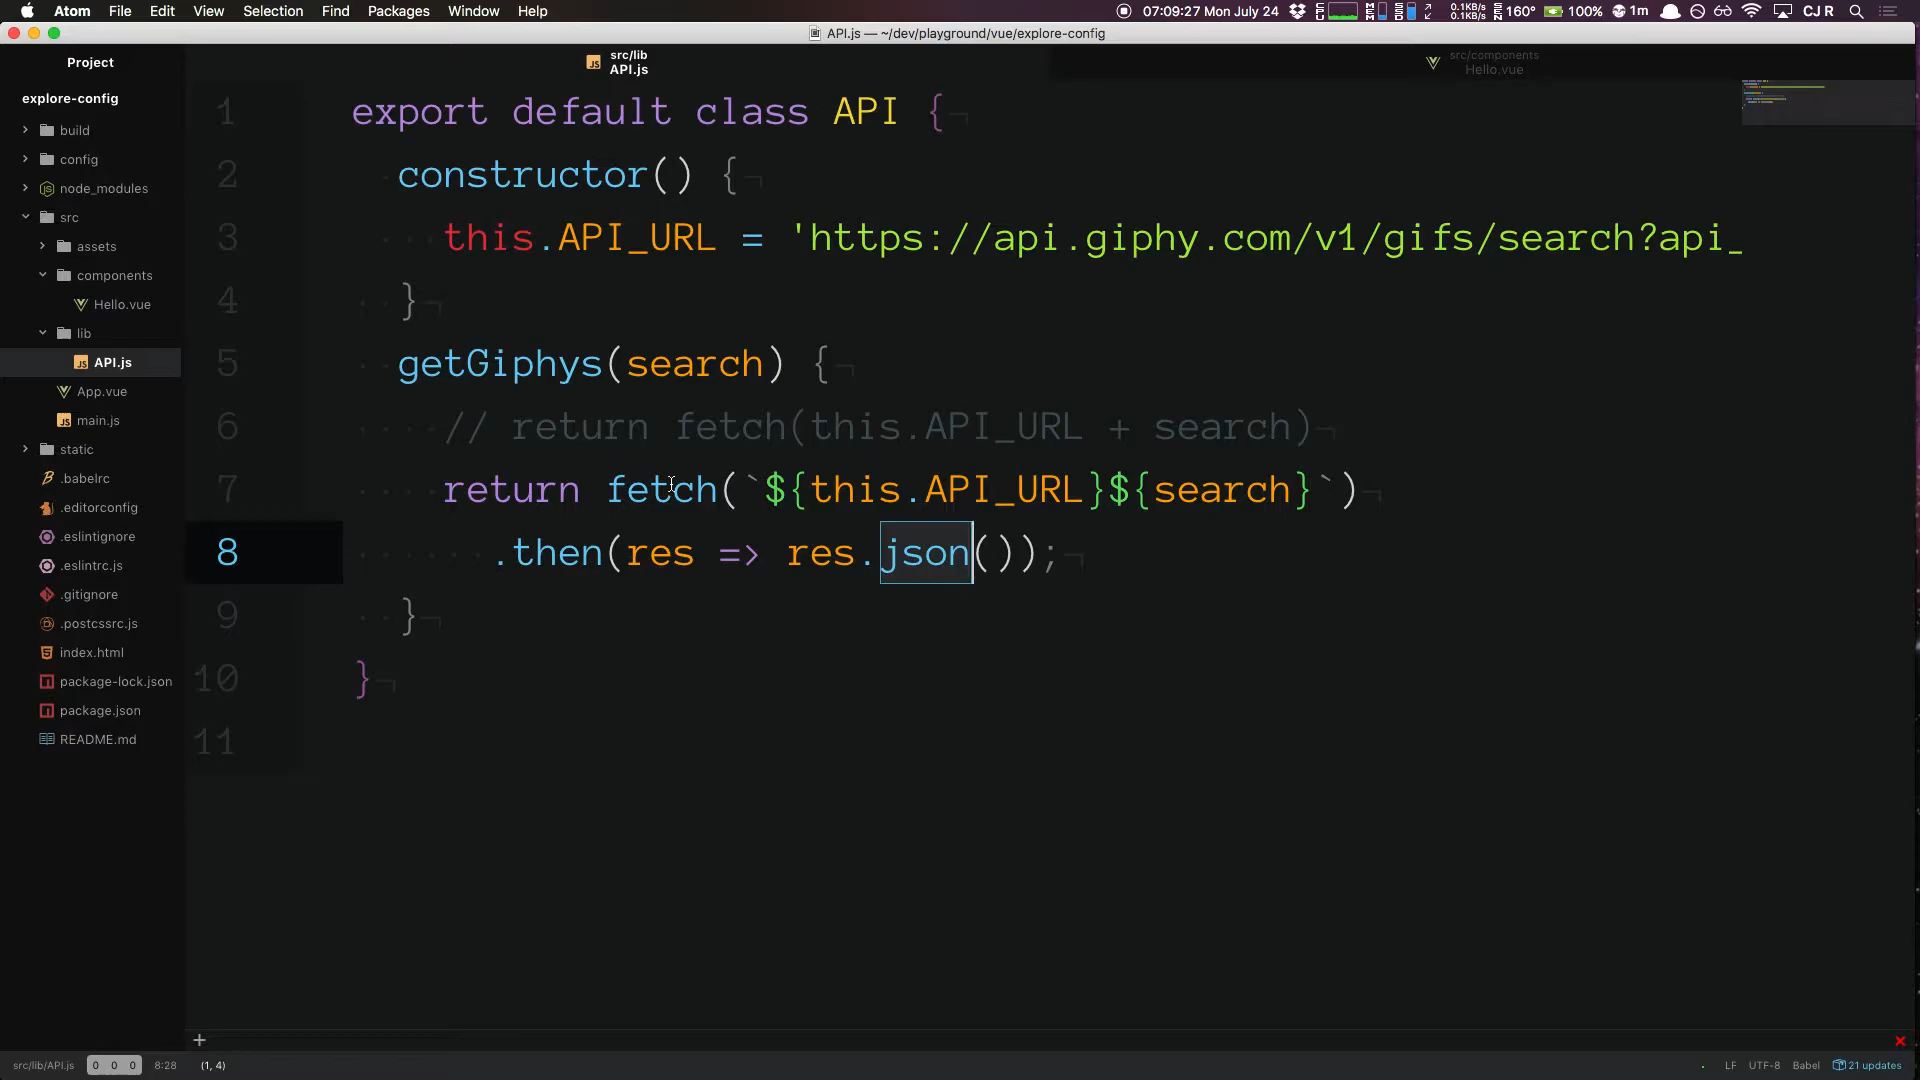 Atom File Edit View Selection Find Packages Window Help
07:09:27 Mon July 24
0.1KB/s
0.1KB/s
160° 100% 1m CJ R
API.js — ~/dev/playground/vue/explore-config
Project
src/lib
API.js
src/components
Hello.vue
explore-config
build
config
node_modules
src
assets
components
Hello.vue
lib
API.js
App.vue
main.js
static
.babelrc
.editorconfig
.eslintignore
.eslintrc.js
.gitignore
.postcssrc.js
index.html
package-lock.json
package.json
README.md
1 export default class API {
2 constructor() {
3 this.API_URL = 'https://api.giphy.com/v1/gifs/search?api_
4 }
5 getGiphys(search) {
6 // return fetch(this.API_URL + search)
7 return fetch(`${this.API_URL}${search}`)
8 .then(res => res.json());
9 }
10 }
11
+
src/lib/API.js 0 0 0 8:28 (1, 4)
LF UTF-8 Babel 21 updates